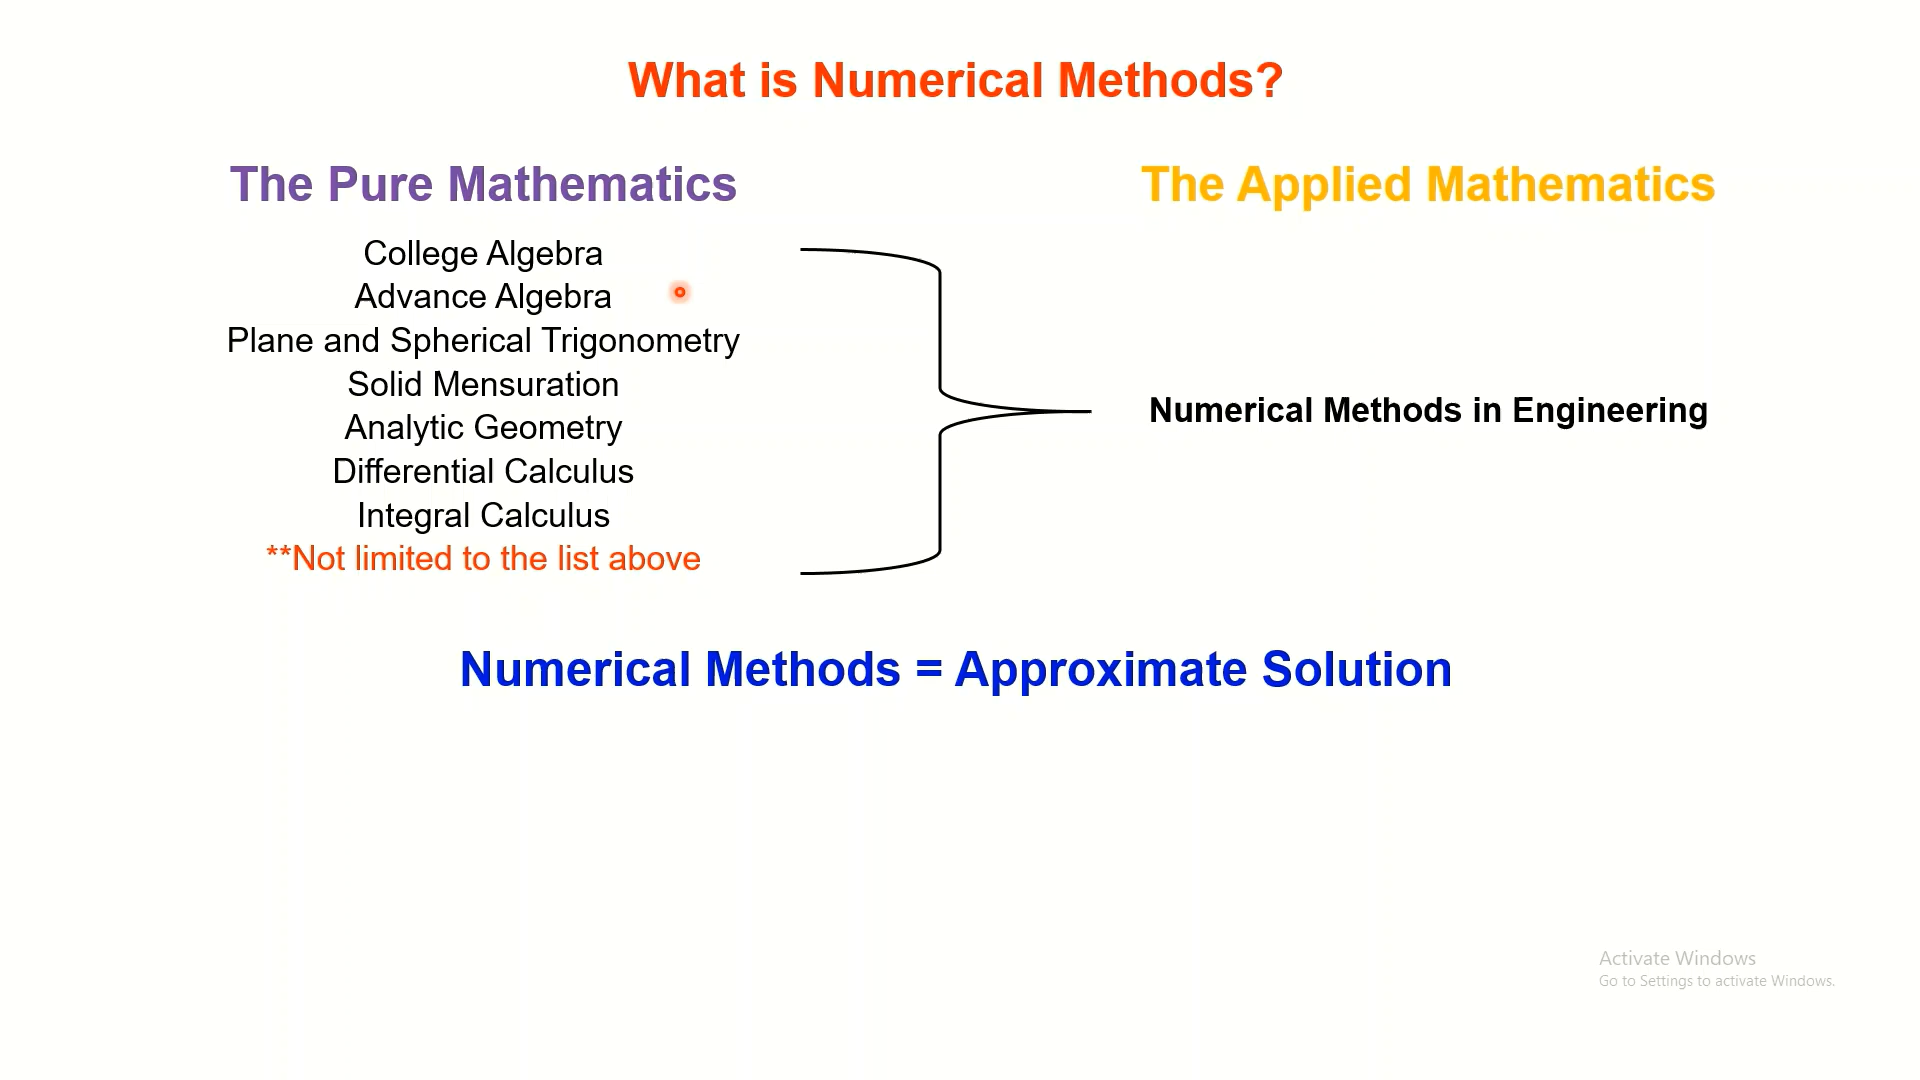 What is Numerical Methods?
The Pure Mathematics
College Algebra
Advance Algebra
Plane and Spherical Trigonometry
Solid Mensuration
Analytic Geometry
Differential Calculus
Integral Calculus
**Not limited to the list above
The Applied Mathematics
Numerical Methods in Engineering
Numerical Methods = Approximate Solution
Activate Windows
Go to Settings to activate Windows.